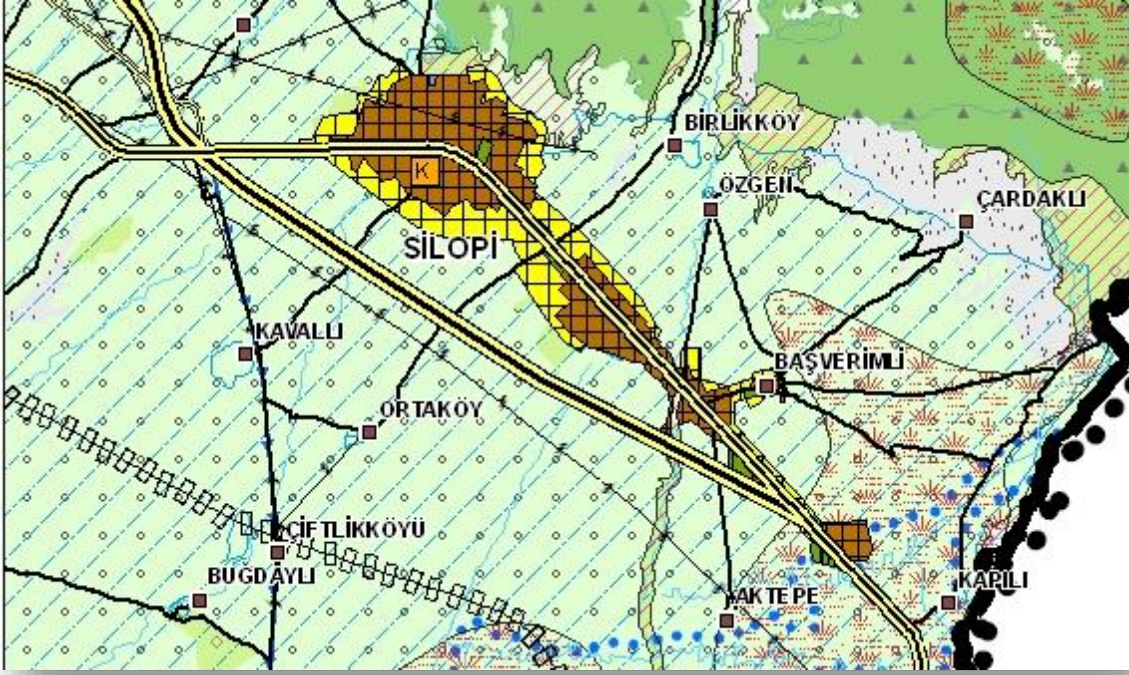 BİRLİKKÖY
ÖZGEN
ÇARDAKLI
K
SİLOPİ
KAVALLI
BAŞVERİMLİ
ORTAKÖY
ÇİFTLİKKÖYÜ
BUĞDAYLI
AKTEPE
KAPILI